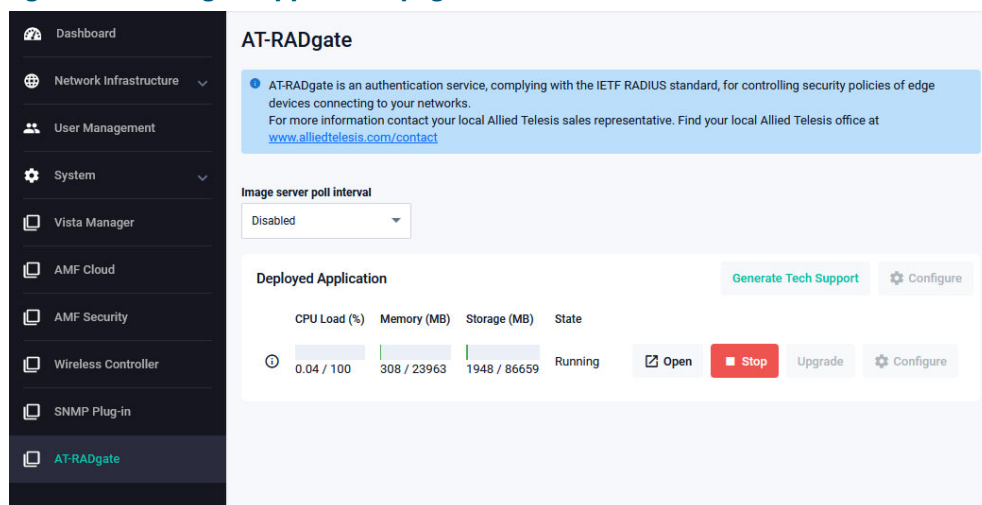 Dashboard
Network Infrastructure
User Management
System
Vista Manager
AMF Cloud
AMF Security
Wireless Controller
SNMP Plug-in
AT-RADgate
AT-RADgate
AT-RADgate is an authentication service, complying with the IETF RADIUS standard, for controlling security policies of edge
devices connecting to your networks.
For more information contact your local Allied Telesis sales representative. Find your local Allied Telesis office at
www.alliedtelesis.com/contact
Image server poll interval
Disabled
Deployed Application
Generate Tech Support
Configure
CPU Load (%) Memory (MB) Storage (MB) State
0.04 / 100 308 / 23963 1948 / 86659 Running Open Stop Upgrade Configure